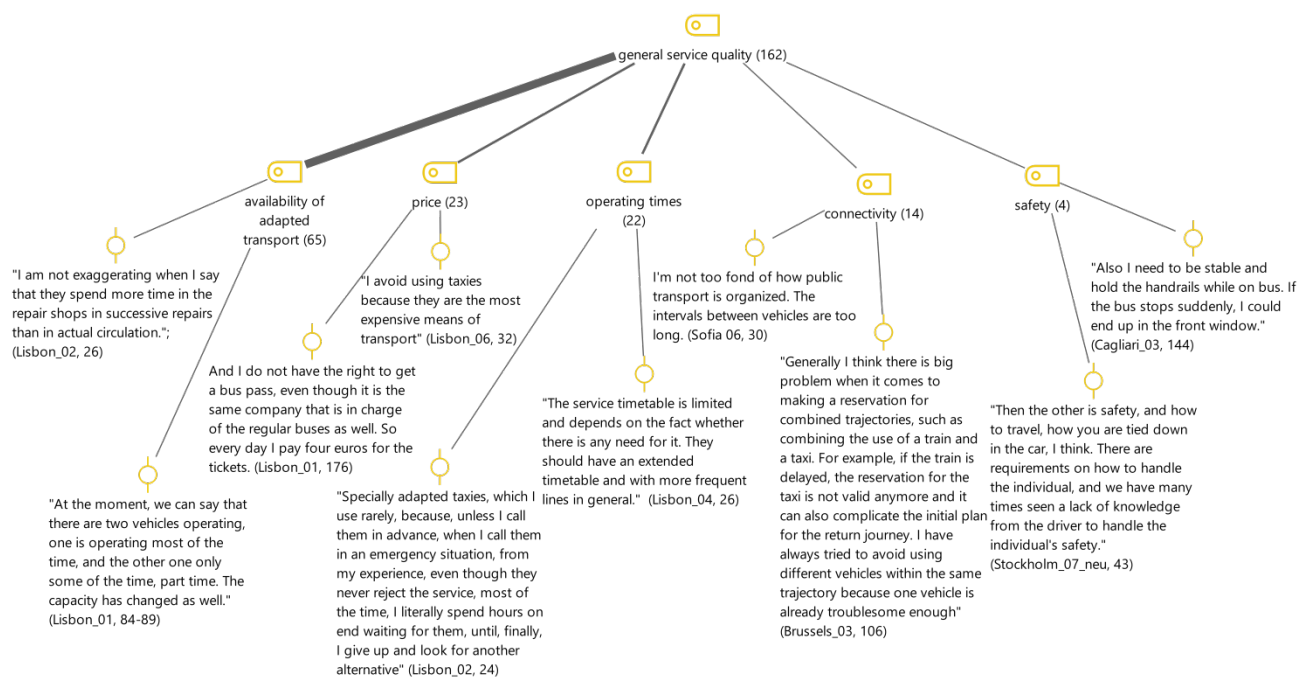 general service quality (162)
availability of
adapted
transport (65)
price (23)
operating times
(22)
connectivity (14)
safety (4)
"I am not exaggerating when I say
that they spend more time in the
repair shops in successive repairs
than in actual circulation.";
(Lisbon_02, 26)
"At the moment, we can say that
there are two vehicles operating,
one is operating most of the
time, and the other one only
some of the time, part time. The
capacity has changed as well."
(Lisbon_01, 84-89)
And I do not have the right to get
a bus pass, even though it is the
same company that is in charge
of the regular buses as well. So
every day I pay four euros for the
tickets. (Lisbon_01, 176)
"I avoid using taxies
because they are the most
expensive means of
transport" (Lisbon_06, 32)
"Specially adapted taxies, which I
use rarely, because, unless I call
them in advance, when I call them
in an emergency situation, from
my experience, even though they
never reject the service, most of
the time, I literally spend hours on
end waiting for them, until, finally,
I give up and look for another
alternative" (Lisbon_02, 24)
"The service timetable is limited
and depends on the fact whether
there is any need for it. They
should have an extended
timetable and with more frequent
lines in general." (Lisbon_04, 26)
I'm not too fond of how public
transport is organized. The
intervals between vehicles are too
long. (Sofia 06, 30)
"Generally I think there is big
problem when it comes to
making a reservation for
combined trajectories, such as
combining the use of a train and
a taxi. For example, if the train is
delayed, the reservation for the
taxi is not valid anymore and it
can also complicate the initial plan
for the return journey. I have
always tried to avoid using
different vehicles within the same
trajectory because one vehicle is
already troublesome enough"
(Brussels_03, 106)
"Then the other is safety, and how
to travel, how you are tied down
in the car, I think. There are
requirements on how to handle
the individual, and we have many
times seen a lack of knowledge
from the driver to handle the
individual's safety."
(Stockholm_07_neu, 43)
"Also I need to be stable and
hold the handrails while on bus. If
the bus stops suddenly, I could
end up in the front window."
(Cagliari_03, 144)